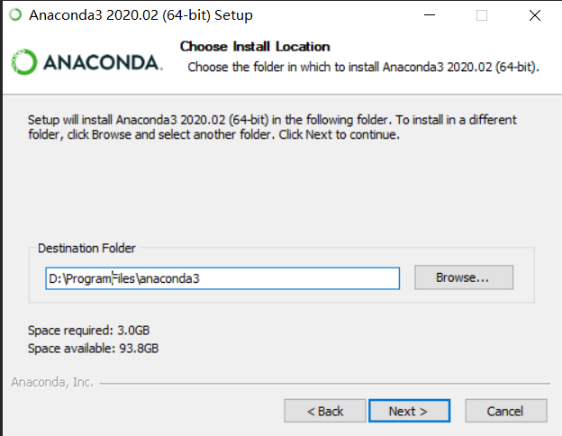 Anaconda3 2020.02 (64-bit) Setup
Choose Install Location
ANACONDA.
Choose the folder in which to install Anaconda3 2020.02 (64-bit).
Setup will install Anaconda3 2020.02 (64-bit) in the following folder. To install in a different
folder, click Browse and select another folder. Click Next to continue.
Destination Folder
D:\ProgramFiles\anaconda3
Browse...
Space required: 3.0GB
Space available: 93.8GB
Anaconda, Inc.
< Back
Next >
Cancel